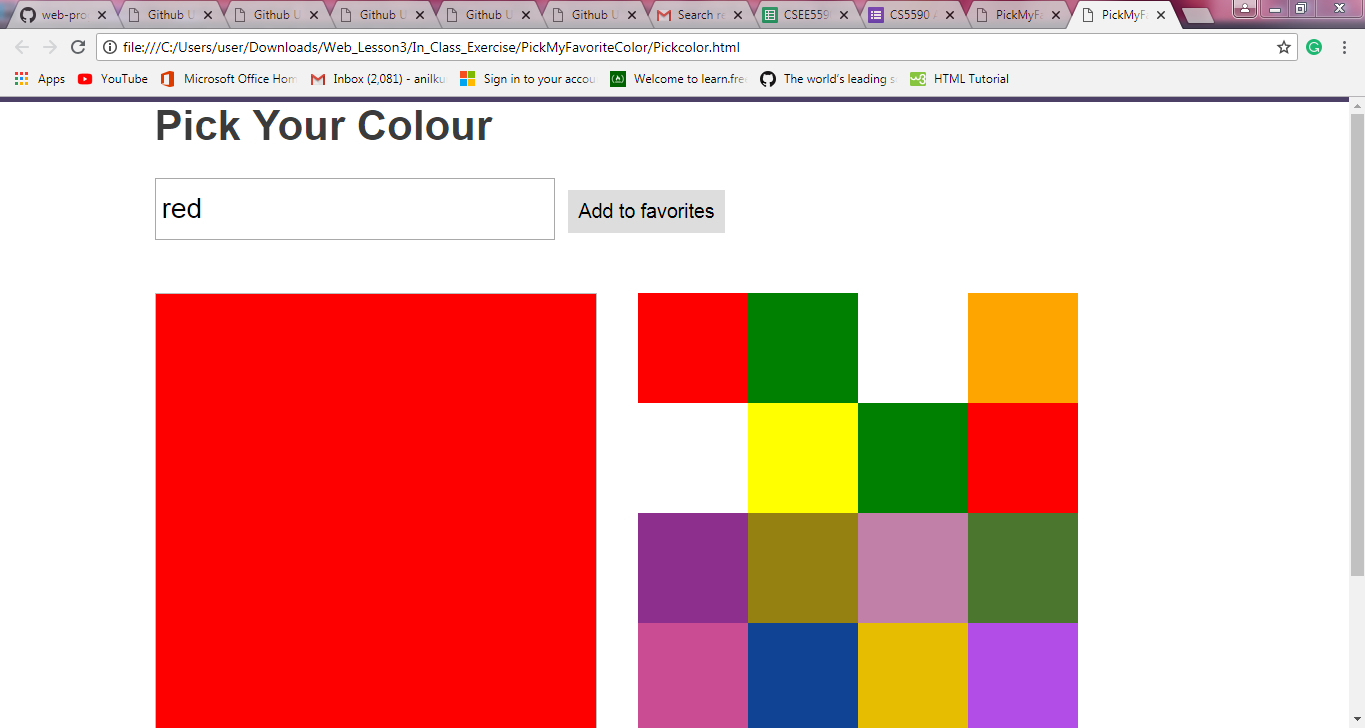 web-pro Github U Github U Github U Github U Github U Search re CSEE559 CS5590 PickMyFa PickMyFa
file:///C:/Users/user/Downloads/Web_Lesson3/In_Class_Exercise/PickMyFavoriteColor/Pickcolor.html
Apps YouTube Microsoft Office Hom Inbox (2,081) - anilku Sign in to your accou Welcome to learn.free The world's leading s HTML Tutorial
Pick Your Colour
red Add to favorites